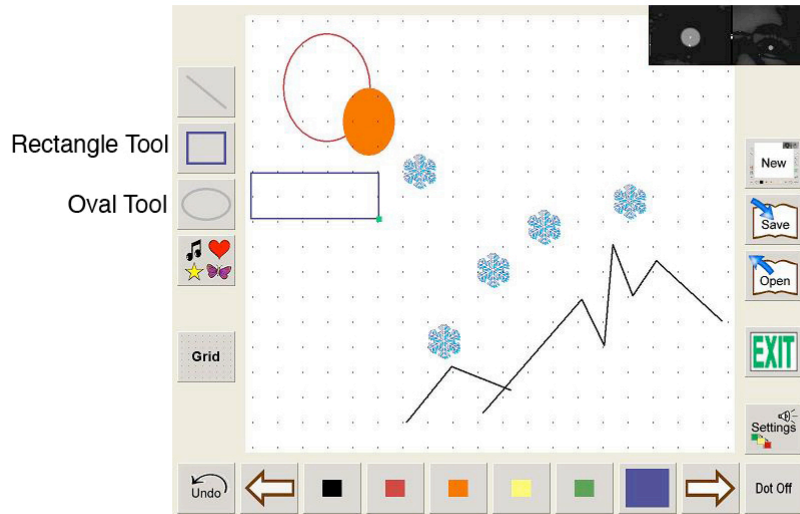 Rectangle Tool
Oval Tool
New
Save
Open
Grid
EXIT
Settings
Undo
Dot Off